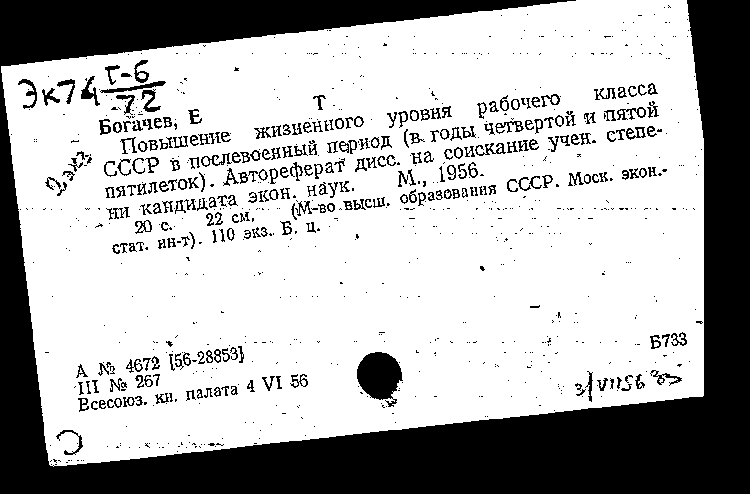 Эк74 Г-6
72
Богачев, Е Т
2 экз
Повышение жизненного уровня рабочего класса
СССР в послевоенный период (в годы четвертой и пятой
пятилеток). Автореферат дисс. на соискание учен. степе-
ни кандидата экон. наук. М., 1956.
20 с. 22 см. (М-во высш. образования СССР. Моск. экон.-
стат. ин-т). 110 экз. Б. ц.
А № 4672 [56-28853]
Б733
III № 267
Всесоюз. кн. палата 4 VI 56